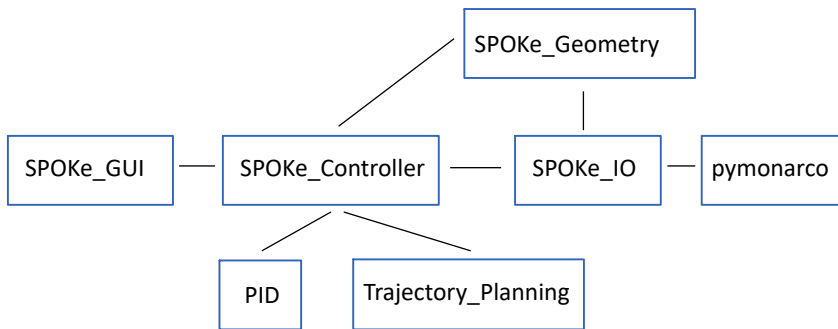 SPOKe_Geometry
SPOKe_GUI
SPOKe_Controller
SPOKe_IO
pymonarco
PID
Trajectory_Planning